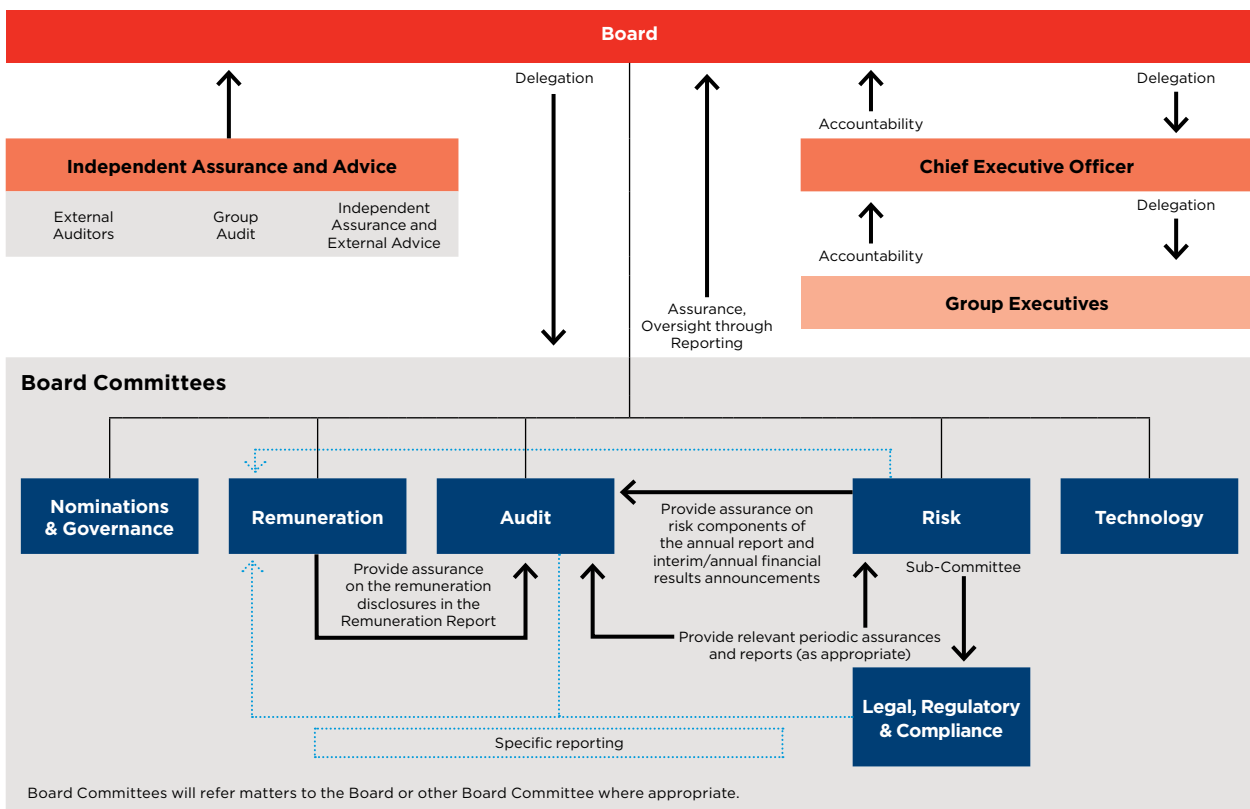 Board
Delegation
Delegation
Accountability
Independent Assurance and Advice
Chief Executive Officer
External
Auditors
Group
Audit
Independent
Assurance and
External Advice
Delegation
Accountability
Group Executives
Assurance,
Oversight through
Reporting
Board Committees
Nominations
& Governance
Remuneration
Audit
Provide assurance on
risk components of
the annual report and
interim/annual financial
results announcements
Risk
Technology
Sub-Committee
Provide assurance
on the remuneration
disclosures in the
Remuneration Report
Provide relevant periodic assurances
and reports (as appropriate)
Legal, Regulatory
& Compliance
Specific reporting
Board Committees will refer matters to the Board or other Board Committee where appropriate.